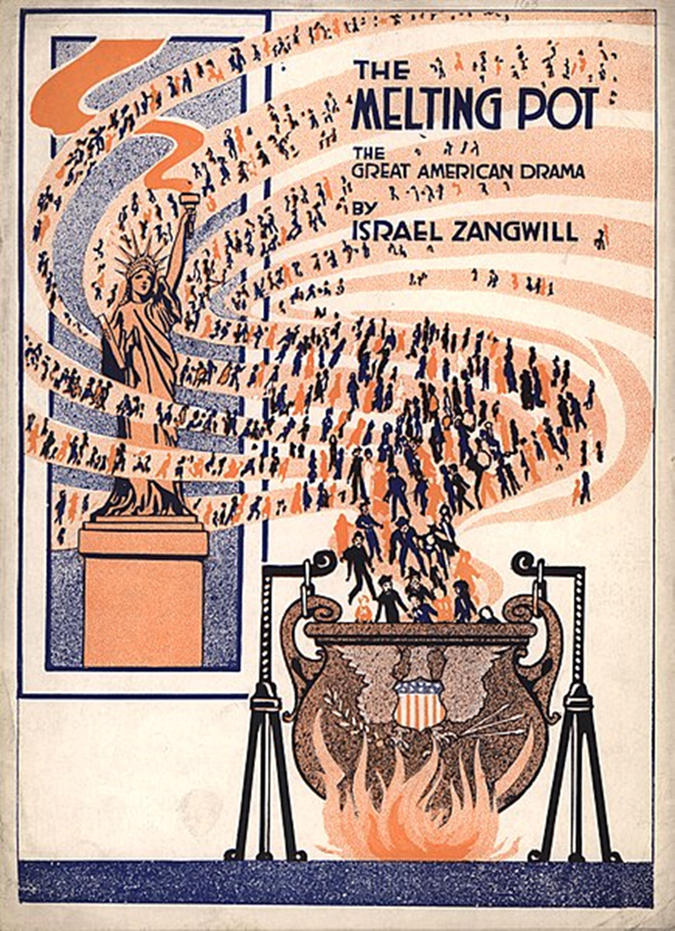 THE
MELTING POT
THE
GREAT AMERICAN DRAMA
BY
ISRAEL ZANGWILL